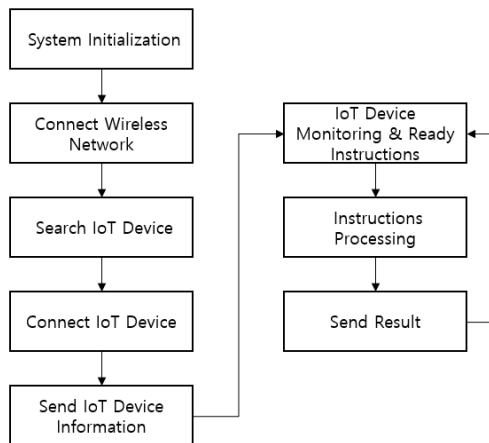 System Initialization
Connect Wireless
Network
Search IoT Device
Connect IoT Device
Send IoT Device
Information
IoT Device
Monitoring & Ready
Instructions
Instructions
Processing
Send Result